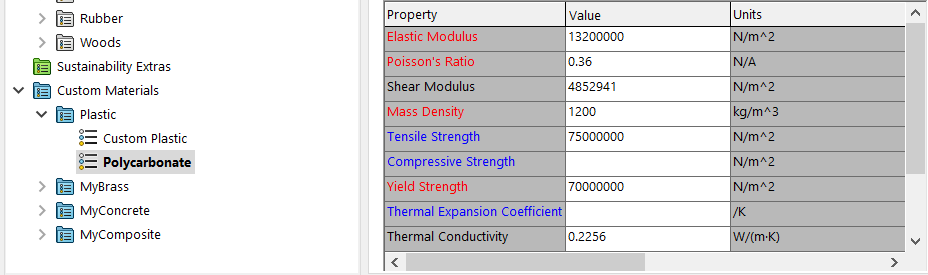 Rubber
Woods
Sustainability Extras
Custom Materials
Plastic
Custom Plastic
Polycarbonate
MyBrass
MyConcrete
MyComposite
Property Value Units
Elastic Modulus 13200000 N/m^2
Poisson's Ratio 0.36 N/A
Shear Modulus 4852941 N/m^2
Mass Density 1200 kg/m^3
Tensile Strength 75000000 N/m^2
Compressive Strength N/m^2
Yield Strength 70000000 N/m^2
Thermal Expansion Coefficient /K
Thermal Conductivity 0.2256 W/(m·K)